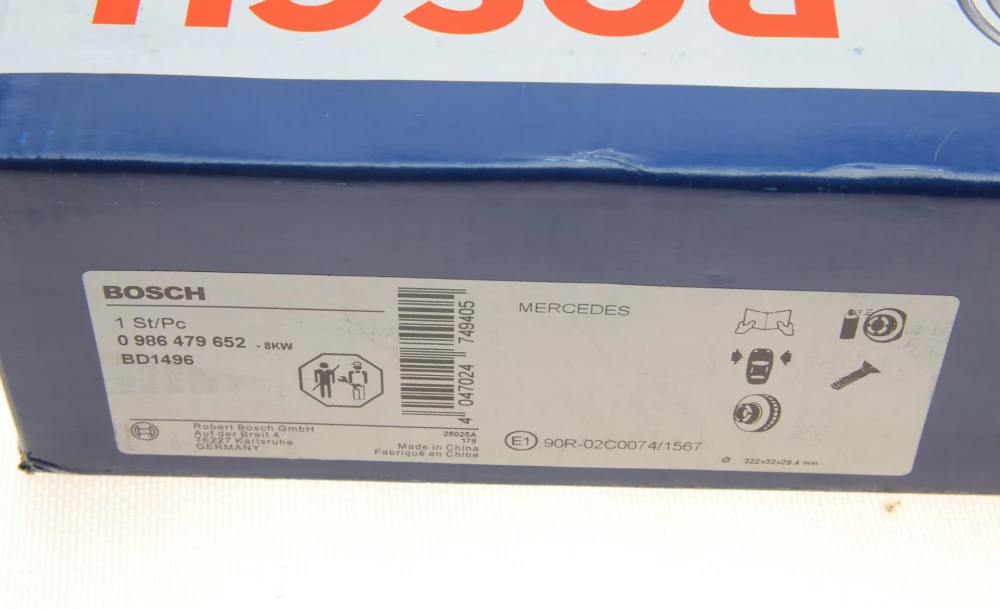 BOSCH
BOSCH
1 St/Pc
0 986 479 652 - 8KW
BD1496
4 047024 749405
MERCEDES
Robert Bosch GmbH
Auf der Breit 4
76227 Karlsruhe
GERMANY
25025A
178
Made in China
Fabriqué en Chine
E1 90R-02C0074/1567
Ø 322x32x29.4 mm